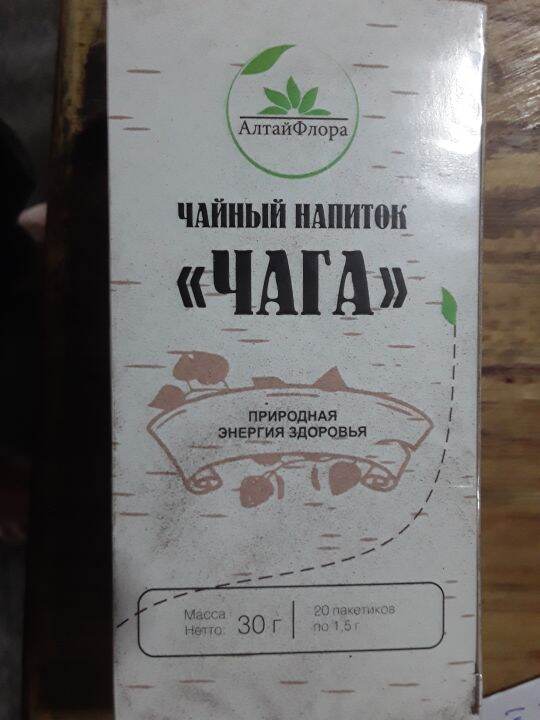 АлтайФлора
ЧАЙНЫЙ НАПИТОК
«ЧАГА»
ПРИРОДНАЯ
ЭНЕРГИЯ ЗДОРОВЬЯ
Масса
Нетто: 30 г
20 пакетиков
по 1,5 г